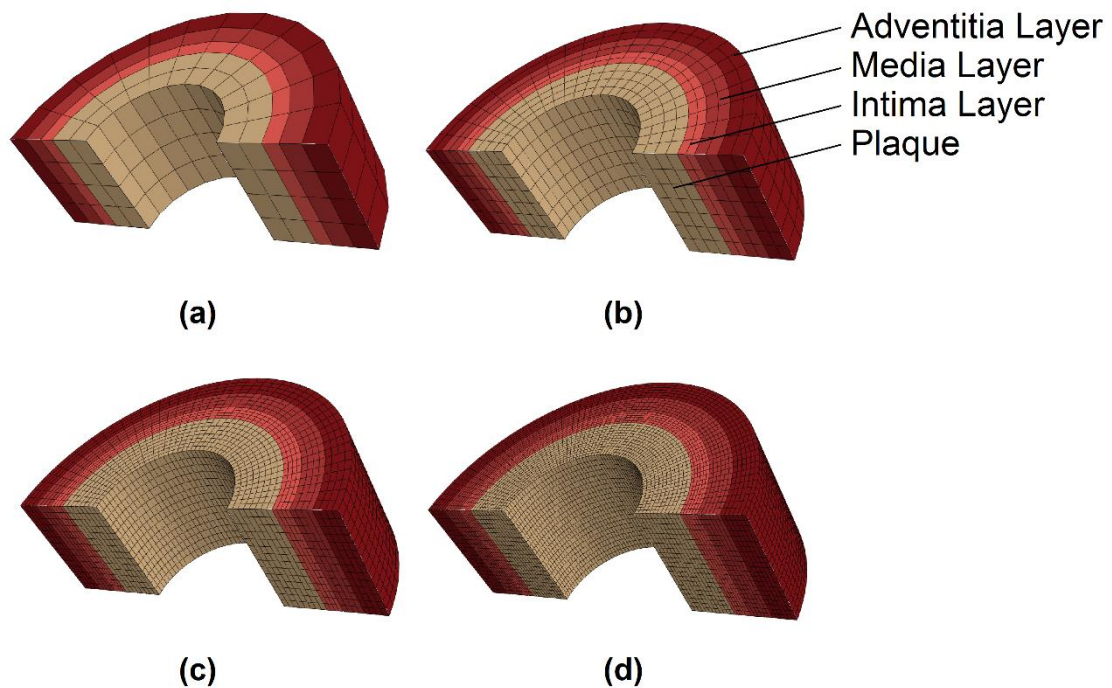 Adventitia Layer
Media Layer
Intima Layer
Plaque
(a)
(b)
(c)
(d)